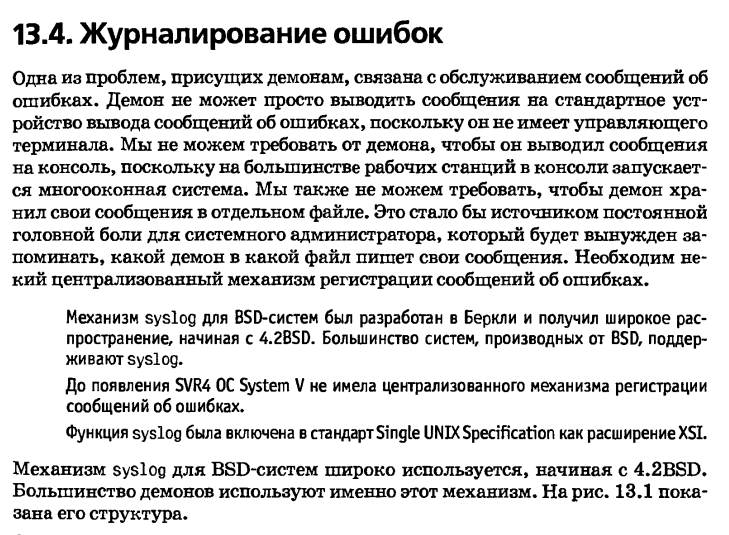 13.4. Журналирование ошибок
Одна из проблем, присущих демонам, связана с обслуживанием сообщений об
ошибках. Демон не может просто выводить сообщения на стандартное уст-
ройство вывода сообщений об ошибках, поскольку он не имеет управляющего
терминала. Мы не можем требовать от демона, чтобы он выводил сообщения
на консоль, поскольку на большинстве рабочих станций в консоли запускает-
ся многооконная система. Мы также не можем требовать, чтобы демон хра-
нил свои сообщения в отдельном файле. Это стало бы источником постоянной
головной боли для системного администратора, который будет вынужден за-
поминать, какой демон в какой файл пишет свои сообщения. Необходим не-
кий централизованный механизм регистрации сообщений об ошибках.
Механизм syslog для BSD-систем был разработан в Беркли и получил широкое рас-
пространение, начиная с 4.2BSD. Большинство систем, производных от BSD, поддер-
живают syslog.
До появления SVR4 ОС System V не имела централизованного механизма регистрации
сообщений об ошибках.
Функция syslog была включена в стандарт Single UNIX Specification как расширение XSI.
Механизм syslog для BSD-систем широко используется, начиная с 4.2BSD.
Большинство демонов используют именно этот механизм. На рис. 13.1 пока-
зана его структура.